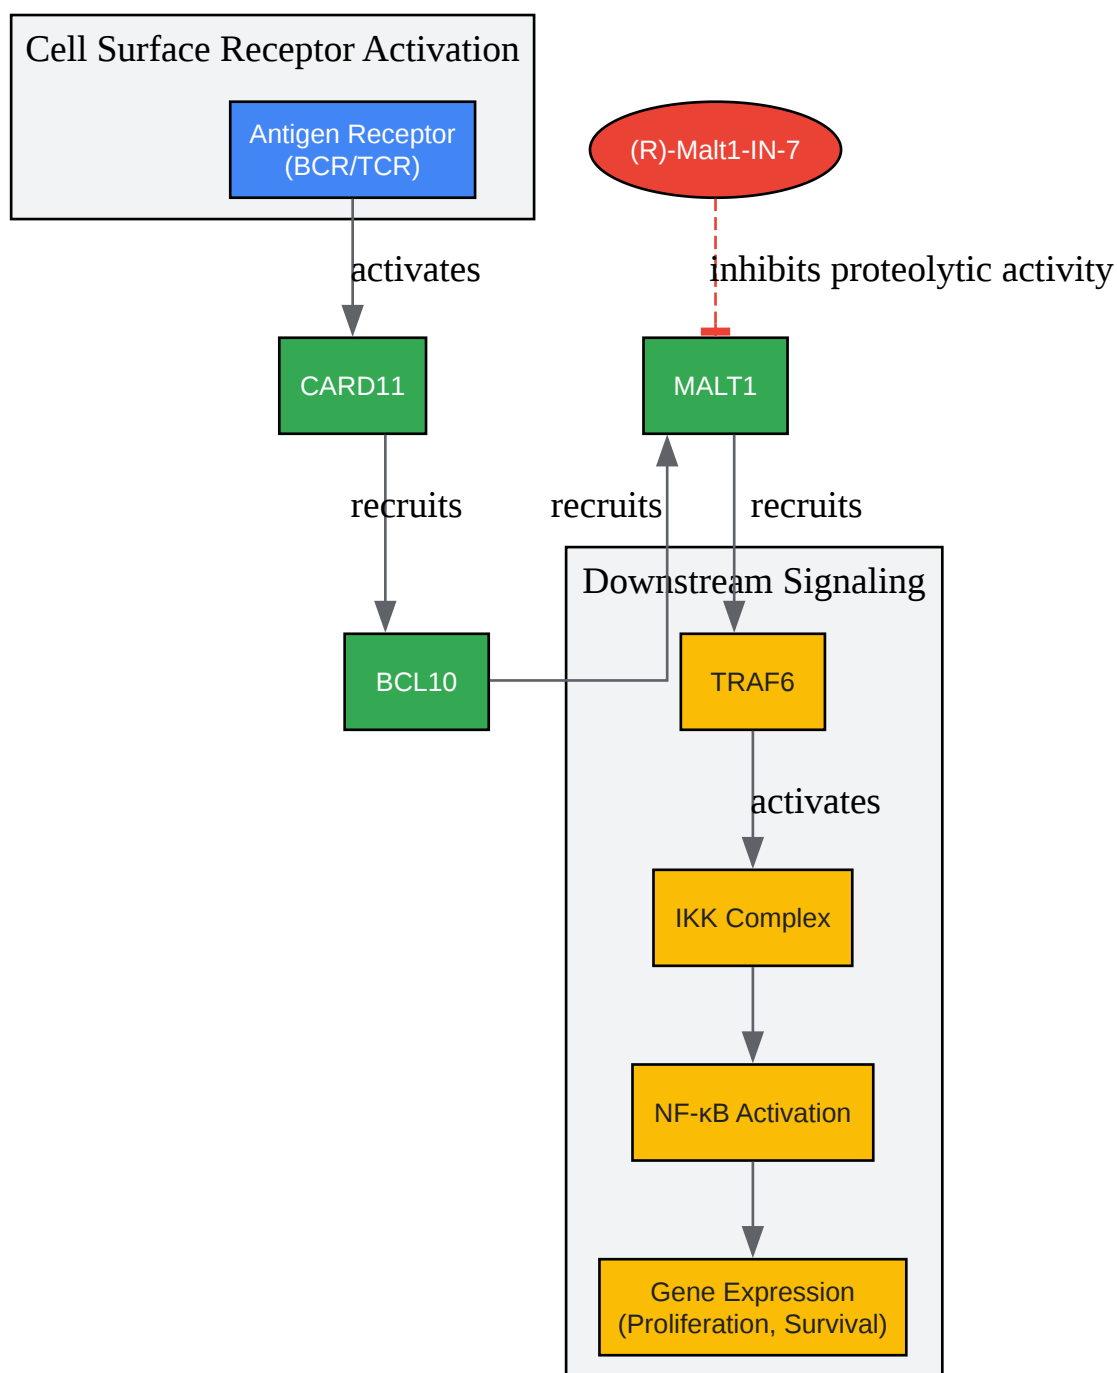 Cell Surface Receptor Activation
Antigen Receptor
(BCR/TCR)
(R)-Malt1-IN-7
activates
inhibits proteolytic activity
CARD11
MALT1
recruits
recruits
recruits
Downstream Signaling
BCL10
TRAF6
activates
IKK Complex
NF-κB Activation
Gene Expression
(Proliferation, Survival)